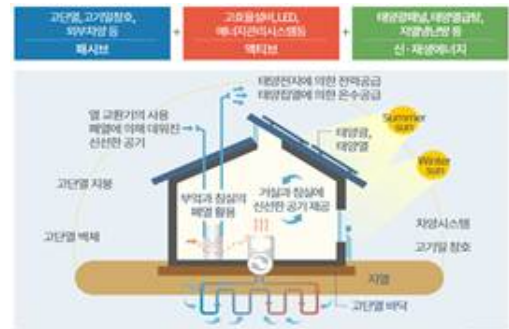 고단열, 고기밀창호,
외부차양 등
패시브
+
고효율설비, LED,
에너지관리시스템등
액티브
+
태양광패널, 태양열급탕,
지열냉난방 등
신·재생에너지
태양전지에 의한 전력공급
태양집열에 의한 온수공급
열 교환기의 사용
폐열에 의해 데워진
신선한 공기
Summer
sun
태양광,
태양열
Winter
sun
고단열 지붕
부엌과 침실의
폐열 활용
거실과 침실에
신선한 공기 제공
차양시스템
고단열 벽체
고기밀 창호
지열
고단열 바닥